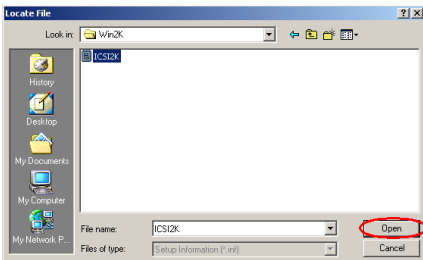 Locate File
Look in: Win2K
ICSI2K
History
Desktop
My Documents
My Computer
My Network P...
File name: ICSI2K Open
Files of type: Setup Information (*.inf) Cancel